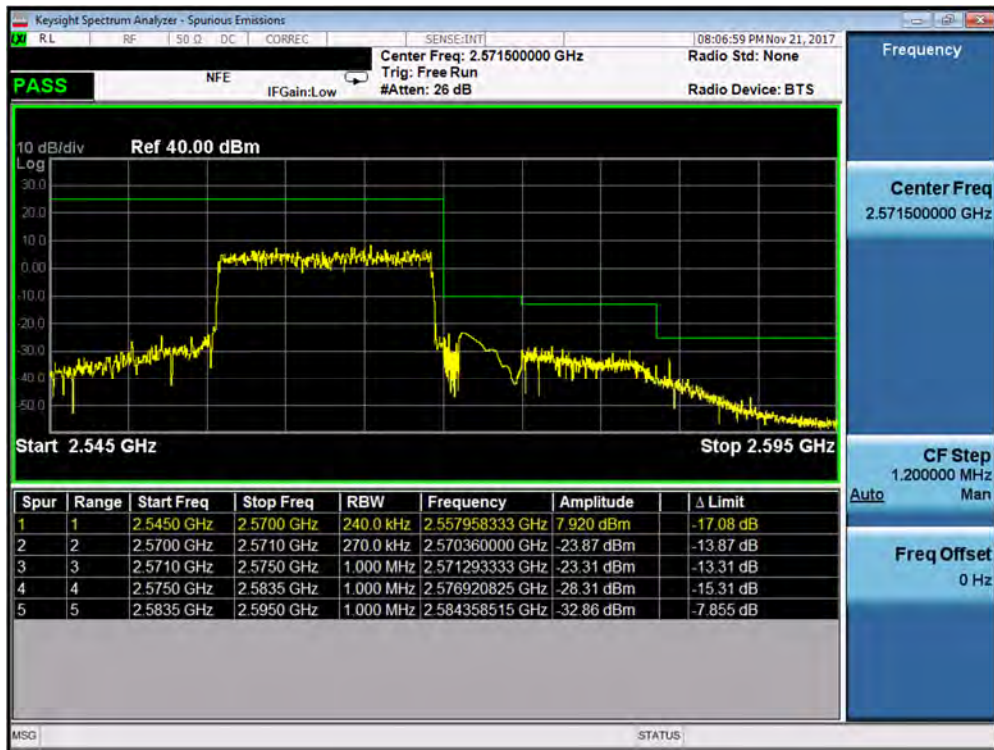 Keysight Spectrum Analyzer - Spurious Emissions
LXI RL RF 50 Ω DC CORREC SENSE:INT 08:06:59 PM Nov 21, 2017
Center Freq: 2.571500000 GHz Radio Std: None
PASS NFE Trig: Free Run
IFGain:Low #Atten: 26 dB Radio Device: BTS
10 dB/div Ref 40.00 dBm
Log
30.0
20.0
10.0
0.00
-10.0
-20.0
-30.0
-40.0
-50.0
Start 2.545 GHz Stop 2.595 GHz
Spur Range Start Freq Stop Freq RBW Frequency Amplitude Δ Limit
1 1 2.5450 GHz 2.5700 GHz 240.0 kHz 2.557958333 GHz 7.920 dBm -17.08 dB
2 2 2.5700 GHz 2.5710 GHz 270.0 kHz 2.570360000 GHz -23.87 dBm -13.87 dB
3 3 2.5710 GHz 2.5750 GHz 1.000 MHz 2.571293333 GHz -23.31 dBm -13.31 dB
4 4 2.5750 GHz 2.5835 GHz 1.000 MHz 2.576920825 GHz -28.31 dBm -15.31 dB
5 5 2.5835 GHz 2.5950 GHz 1.000 MHz 2.584358515 GHz -32.86 dBm -7.855 dB
MSG STATUS
Frequency
Center Freq
2.571500000 GHz
CF Step
1.200000 MHz
Auto Man
Freq Offset
0 Hz